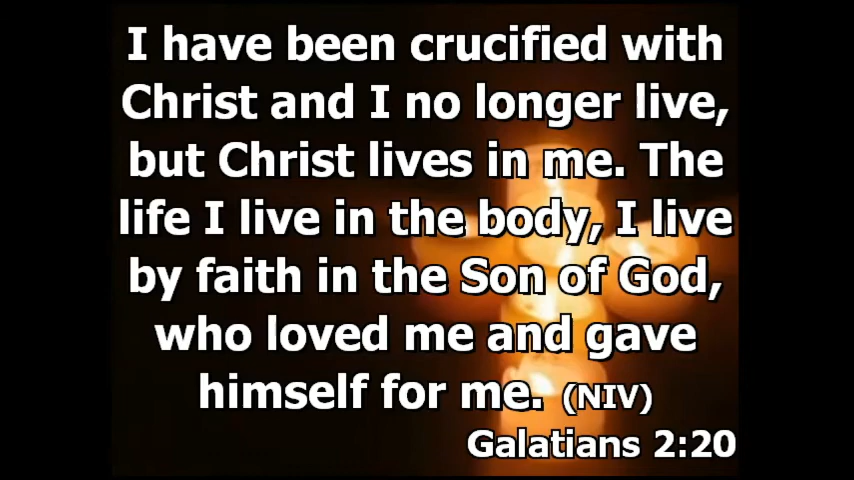 I have been crucified with
Christ and I no longer live,
but Christ lives in me. The
life I live in the body, I live
by faith in the Son of God,
who loved me and gave
himself for me. (NIV)
Galatians 2:20